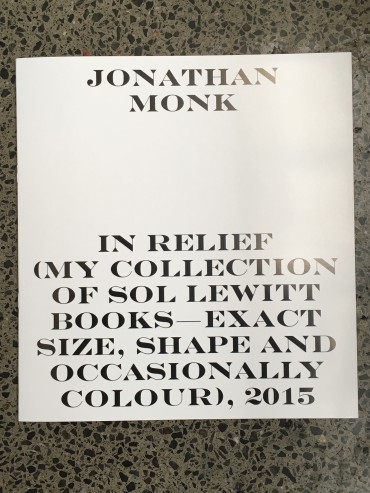 JONATHAN
MONK
IN RELIEF
(MY COLLECTION
OF SOL LEWITT
BOOKS—EXACT
SIZE, SHAPE AND
OCCASIONALLY
COLOUR), 2015